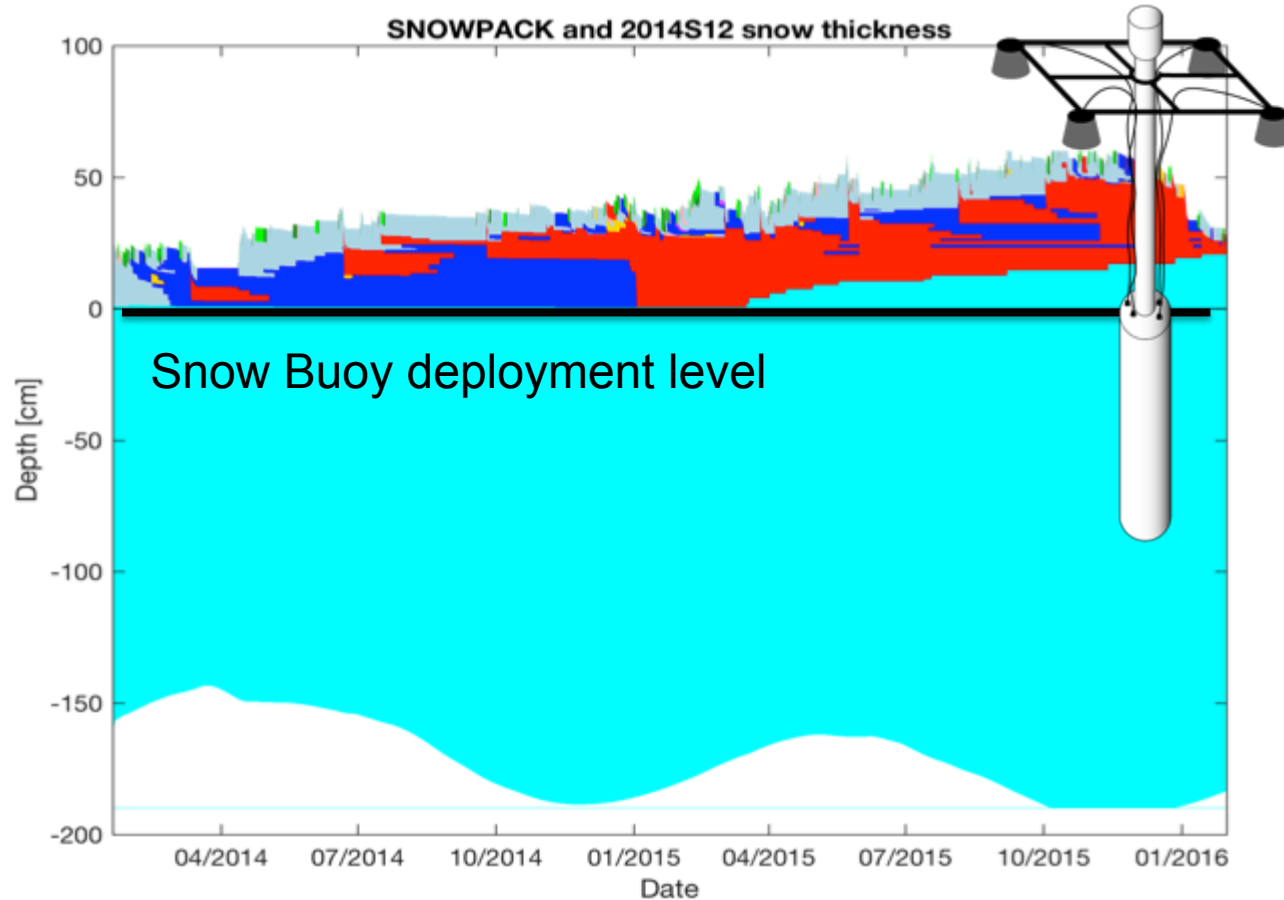 SNOWPACK and 2014S12 snow thickness
100
50
0
-50
-100
-150
-200
Depth [cm]
Snow Buoy deployment level
04/2014 07/2014 10/2014 01/2015 04/2015 07/2015 10/2015 01/2016
Date